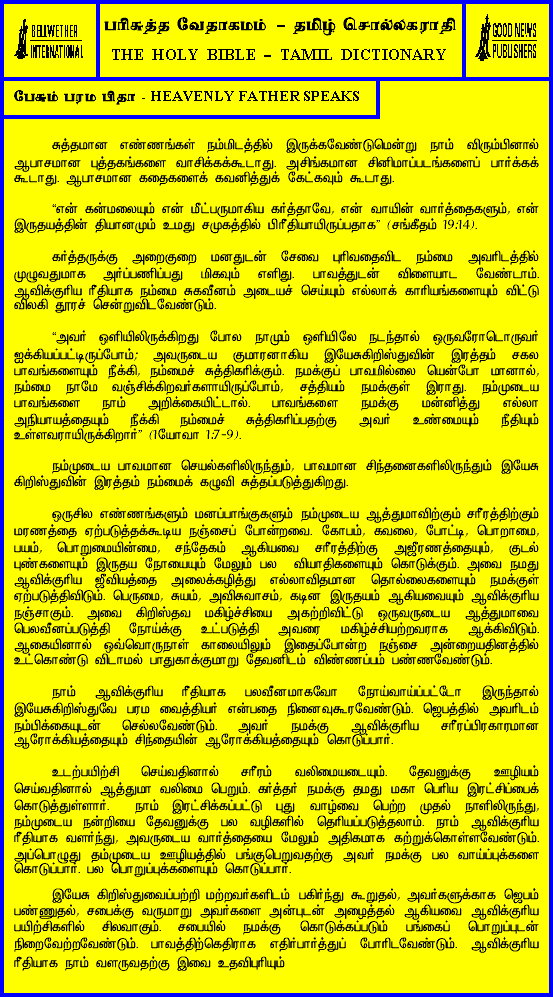 BELLWETHER
INTERNATIONAL
பரிசுத்த வேதாகமம் – தமிழ் சொல்லகராதி
THE HOLY BIBLE – TAMIL DICTIONARY
GOOD NEWS
PUBLISHERS
பேசும் பரம பிதா - HEAVENLY FATHER SPEAKS
சுத்தமான எண்ணங்கள் நம்மிடத்தில் இருக்கவேண்டுமென்று நாம் விரும்பினால்
ஆபாசமான புத்தகங்களை வாசிக்கக்கூடாது. அசிங்கமான சினிமாப்படங்களைப் பார்க்கக்
கூடாது. ஆபாசமான கதைகளைக் கவனித்துக் கேட்கவும் கூடாது.
“என் கன்மலையும் என் மீட்பருமாகிய கர்த்தாவே, என் வாயின் வார்த்தைகளும், என்
இருதயத்தின் தியானமும் உமது சமுகத்தில் பிரீதியாயிருப்பதாக” (சங்கீதம் 19:14).
கர்த்தருக்கு அறைகுறை மனதுடன் சேவை புரிவதைவிட நம்மை அவரிடத்தில்
முழுவதுமாக அர்ப்பணிப்பது மிகவும் எளிது. பாவத்துடன் விளையாட வேண்டாம்.
ஆவிக்குரிய ரீதியாக நம்மை சுகவீனம் அடையச் செய்யும் எல்லாக் காரியங்களையும் விட்டு
விலகி தூரச் சென்றுவிடவேண்டும்.
“அவர் ஒளியிலிருக்கிறது போல நாமும் ஒளியிலே நடந்தால் ஒருவரோடொருவர்
ஐக்கியப்பட்டிருப்போம்; அவருடைய குமாரனாகிய இயேசுகிறிஸ்துவின் இரத்தம் சகல
பாவங்களையும் நீக்கி, நம்மைச் சுத்திகரிக்கும். நமக்குப் பாவமில்லை யென்போ மானால்,
நம்மை நாமே வஞ்சிக்கிறவர்களாயிருப்போம், சத்தியம் நமக்குள் இராது. நம்முடைய
பாவங்களை நாம் அறிக்கையிட்டால். பாவங்களை நமக்கு மன்னித்து எல்லா
அநியாயத்தையும் நீக்கி நம்மைச் சுத்திகரிப்பதற்கு அவர் உண்மையும் நீதியும்
உள்ளவராயிருக்கிறார்” (1யோவா 1:7-9).
நம்முடைய பாவமான செயல்களிலிருந்தும், பாவமான சிந்தனைகளிலிருந்தும் இயேசு
கிறிஸ்துவின் இரத்தம் நம்மைக் கழுவி சுத்தப்படுத்துகிறது.
ஒருசில எண்ணங்களும் மனப்பாங்குகளும் நம்முடைய ஆத்துமாவிற்கும் சரீரத்திற்கும்
மரணத்தை ஏற்படுத்தக்கூடிய நஞ்சைப் போன்றவை. கோபம், கவலை, போட்டி, பொறாமை,
பயம், பொறுமையின்மை, சந்தேகம் ஆகியவை சரீரத்திற்கு அஜீரணத்தையும், குடல்
புண்களையும் இருதய நோயையும் மேலும் பல வியாதிகளையும் கொடுக்கும். அவை நமது
ஆவிக்குரிய ஜீவியத்தை அலைக்கழித்து எல்லாவிதமான தொல்லைகளையும் நமக்குள்
ஏற்படுத்திவிடும். பெருமை, சுயம், அவிசுவாசம், கடின இருதயம் ஆகியவையும் ஆவிக்குரிய
நஞ்சாகும். அவை கிறிஸ்தவ மகிழ்ச்சியை அகற்றிவிட்டு ஒருவருடைய ஆத்துமாவை
பெலவீனப்படுத்தி நோய்க்கு உட்படுத்தி அவரை மகிழ்ச்சியற்றவராக ஆக்கிவிடும்.
ஆகையினால் ஒவ்வொருநாள் காலையிலும் இதைப்போன்ற நஞ்சை அன்றையதினத்தில்
உட்கொண்டு விடாமல் பாதுகாக்குமாறு தேவனிடம் விண்ணப்பம் பண்ணவேண்டும்.
நாம் ஆவிக்குரிய ரீதியாக பலவீனமாகவோ நோய்வாய்ப்பட்டோ இருந்தால்
இயேசுகிறிஸ்துவே பரம வைத்தியர் என்பதை நினைவுகூரவேண்டும். ஜெபத்தில் அவரிடம்
நம்பிக்கையுடன் செல்லவேண்டும். அவர் நமக்கு ஆவிக்குரிய சரீரப்பிரகாரமான
ஆரோக்கியத்தையும் சிந்தையின் ஆரோக்கியத்தையும் கொடுப்பார்.
உடற்பயிற்சி செய்வதினால் சரீரம் வலிமையடையும். தேவனுக்கு ஊழியம்
செய்வதினால் ஆத்துமா வலிமை பெறும். கர்த்தர் நமக்கு தமது மகா பெரிய இரட்சிப்பைக்
கொடுத்துள்ளார். நாம் இரட்சிக்கப்பட்டு புது வாழ்வை பெற்ற முதல் நாளிலிருந்து,
நம்முடைய நன்றியை தேவனுக்கு பல வழிகளில் தெரியப்படுத்தலாம். நாம் ஆவிக்குரிய
ரீதியாக வளர்ந்து, அவருடைய வார்த்தையை மேலும் அதிகமாக கற்றுக்கொள்ளவேண்டும்.
அப்பொழுது தம்முடைய ஊழியத்தில் பங்குபெறுவதற்கு அவர் நமக்கு பல வாய்ப்புக்களை
கொடுப்பார். பல பொறுப்புக்களையும் கொடுப்பார்.
இயேசு கிறிஸ்துவைப்பற்றி மற்றவர்களிடம் பகிர்ந்து கூறுதல், அவர்களுக்காக ஜெபம்
பண்ணுதல், சபைக்கு வருமாறு அவர்களை அன்புடன் அழைத்தல் ஆகியவை ஆவிக்குரிய
பயிற்சிகளில் சிலவாகும். சபையில் நமக்கு கொடுக்கப்படும் பங்கைப் பொறுப்புடன்
நிறைவேற்றவேண்டும். பாவத்திற்கெதிராக எதிர்பார்த்துப் போரிடவேண்டும். ஆவிக்குரிய
ரீதியாக நாம் வளருவதற்கு இவை உதவிபுரியும்